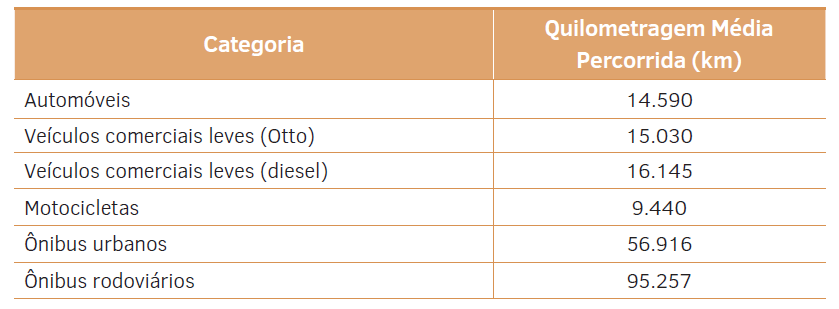 Categoria
Quilometragem Média
Percorrida (km)
Automóveis 14.590
Veículos comerciais leves (Otto) 15.030
Veículos comerciais leves (diesel) 16.145
Motocicletas 9.440
Ônibus urbanos 56.916
Ônibus rodoviários 95.257